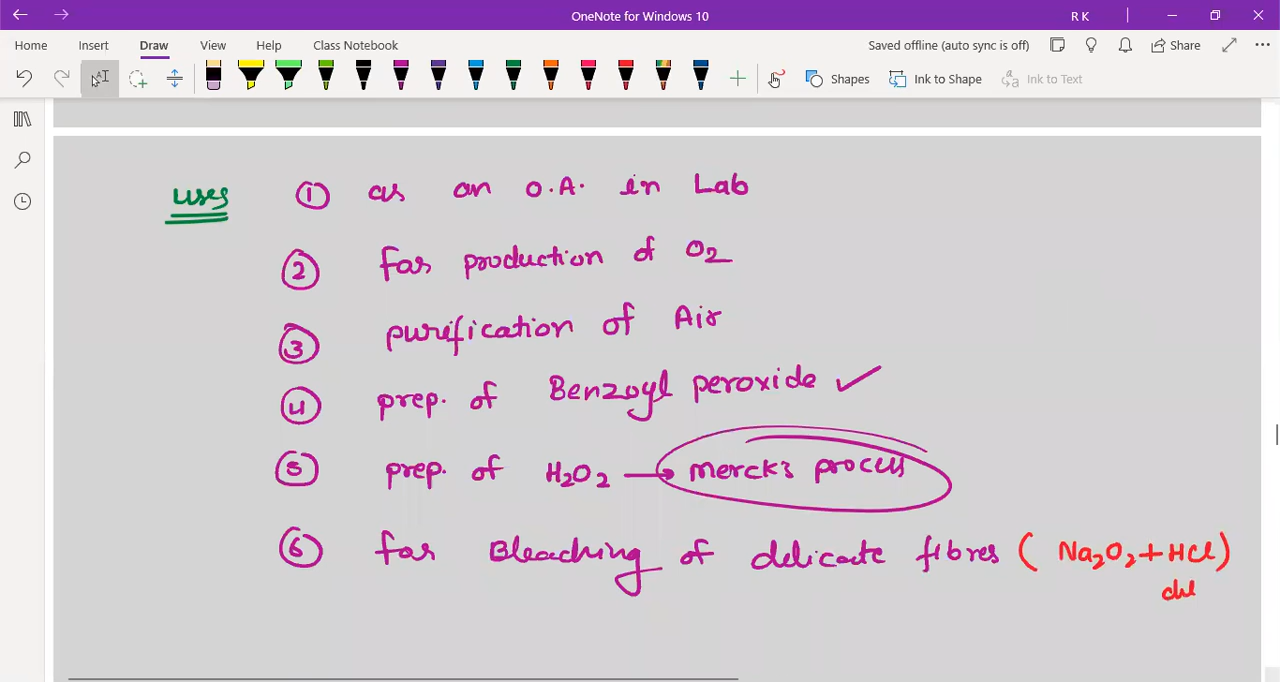 OneNote for Windows 10
R K
Home Insert Draw View Help Class Notebook
Saved offline (auto sync is off) Share
Shapes Ink to Shape Ink to Text
uses ① as an O.A. in Lab
② for production of O₂
③ purification of Air
④ prep. of Benzoyl peroxide ✓
⑤ prep. of H₂O₂ → merck's process
⑥ for Bleaching of delicate fibres ( Na₂O₂ + HCl )
dil